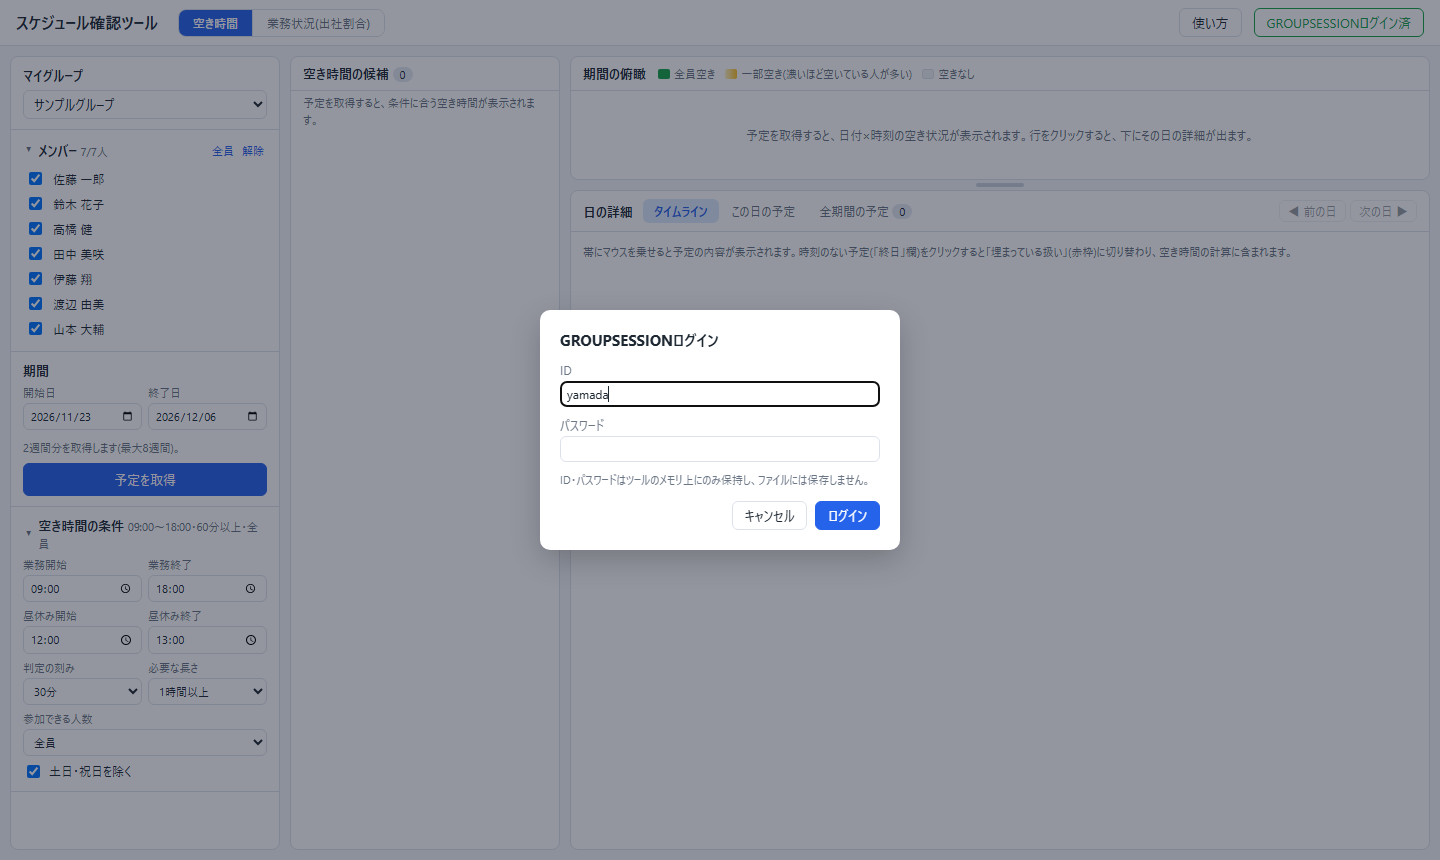 スケジュール確認ツール
空き時間
業務状況(出社割合)
使い方
GROUPSESSIONログイン済
マイグループ
サンプルグループ
メンバー 7/7人
全員 解除
佐藤 一郎
鈴木 花子
高橋 健
田中 美咲
伊藤 翔
渡辺 由美
山本 大輔
期間
開始日 終了日
2026/11/23 2026/12/06
2週間分を取得します(最大8週間)。
予定を取得
空き時間の条件 09:00〜18:00・60分以上・全
員
業務開始 業務終了
09:00 18:00
昼休み開始 昼休み終了
12:00 13:00
判定の刻み 必要な長さ
30分 1時間以上
参加できる人数
全員
土日・祝日を除く
空き時間の候補 0
予定を取得すると、条件に合う空き時間が表示されま
す。
期間の俯瞰 全員空き 一部空き(濃いほど空いている人が多い) 空きなし
予定を取得すると、日付×時刻の空き状況が表示されます。行をクリックすると、下にその日の詳細が出ます。
日の詳細 タイムライン この日の予定 全期間の予定 0
◀ 前の日 次の日 ▶
帯にマウスを乗せると予定の内容が表示されます。時刻のない予定(「終日」欄)をクリックすると「埋まっている扱い」(赤枠)に切り替わり、空き時間の計算に含まれます。
GROUPSESSIONログイン
ID
yamada
パスワード
ID・パスワードはツールのメモリ上にのみ保持し、ファイルには保存しません。
キャンセル ログイン